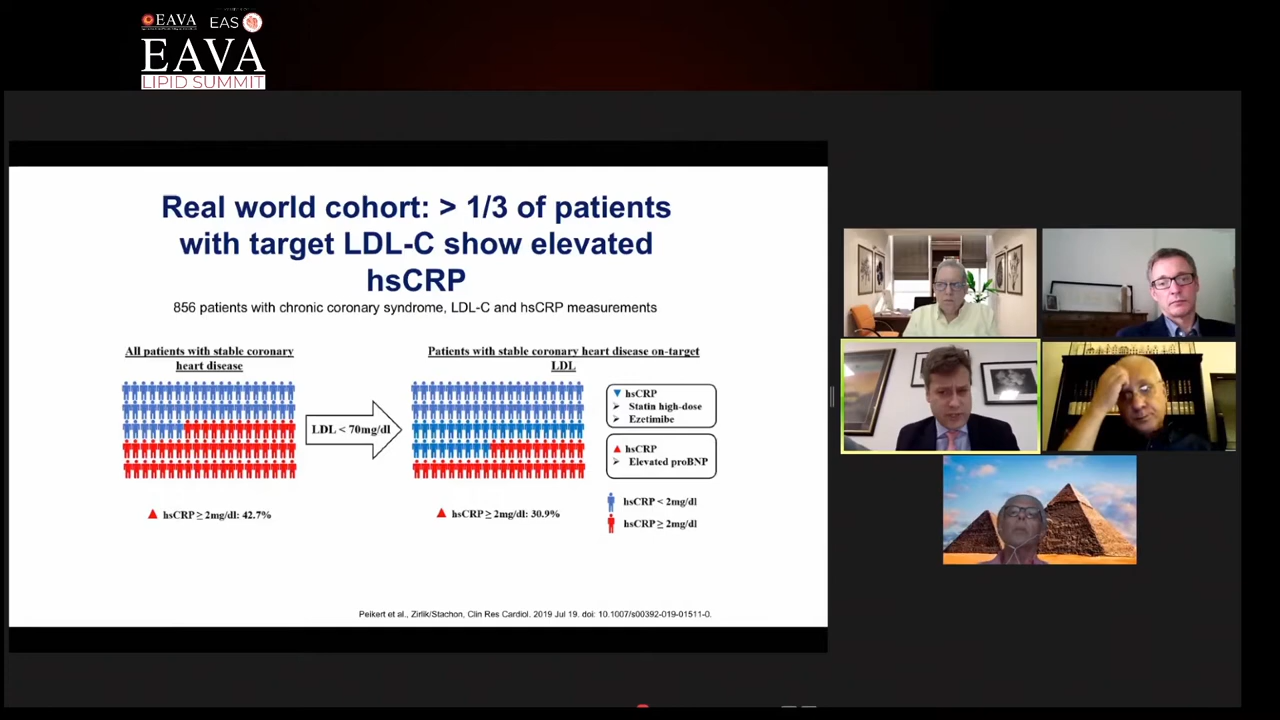 EAVA EAS
EAVA
LIPID SUMMIT
Real world cohort: > 1/3 of patients
with target LDL-C show elevated
hsCRP
856 patients with chronic coronary syndrome, LDL-C and hsCRP measurements
All patients with stable coronary
heart disease
Patients with stable coronary heart disease on-target
LDL
LDL < 70mg/dl
hsCRP
Statin high-dose
Ezetimibe
hsCRP
Elevated proBNP
hsCRP < 2mg/dl
hsCRP ≥ 2mg/dl
hsCRP ≥ 2mg/dl: 42.7%
hsCRP ≥ 2mg/dl: 30.9%
Peikert et al., Zirlik/Stachon, Clin Res Cardiol. 2019 Jul 19. doi: 10.1007/s00392-019-01511-0.